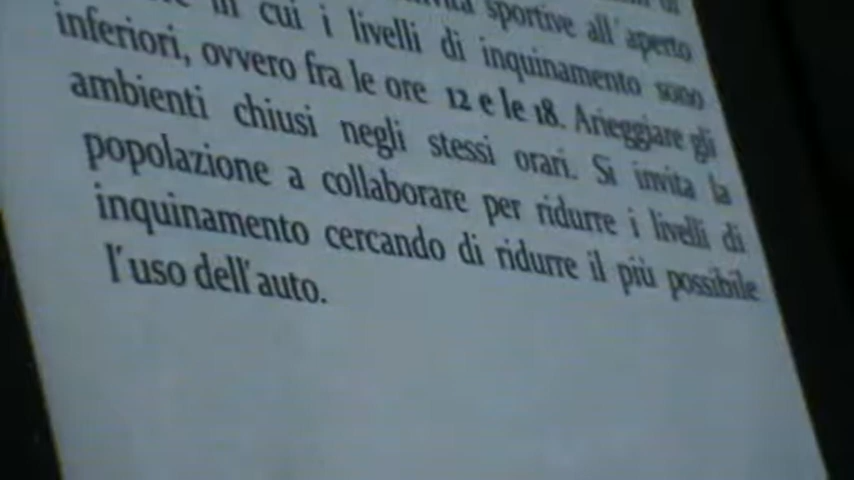 sportive all'aperto
in cui i livelli di inquinamento sono
inferiori, ovvero fra le ore 12 e le 18. Arieggiare gli
ambienti chiusi negli stessi orari. Si invita la
popolazione a collaborare per ridurre i livelli di
inquinamento cercando di ridurre il più possibile
l'uso dell'auto.